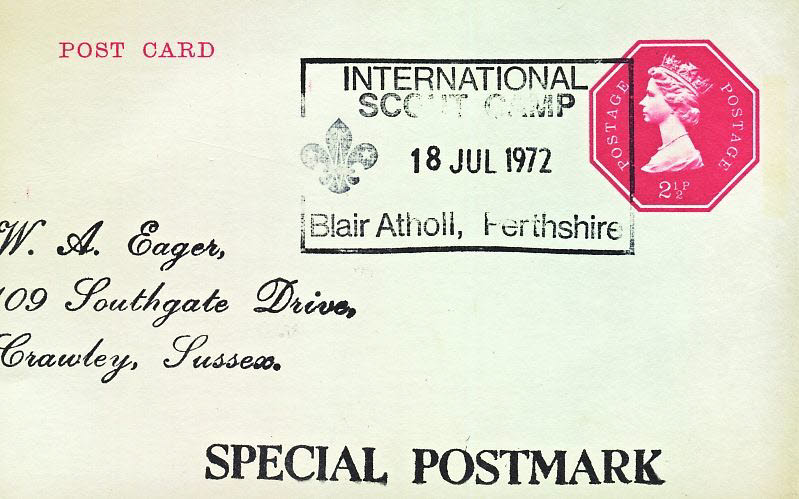 POST CARD
INTERNATIONAL
SCOUT CAMP
18 JUL 1972
Blair Atholl, Perthshire
POSTAGE POSTAGE
2½P
W. A. Eager,
109 Southgate Drive,
Crawley, Sussex.
SPECIAL POSTMARK